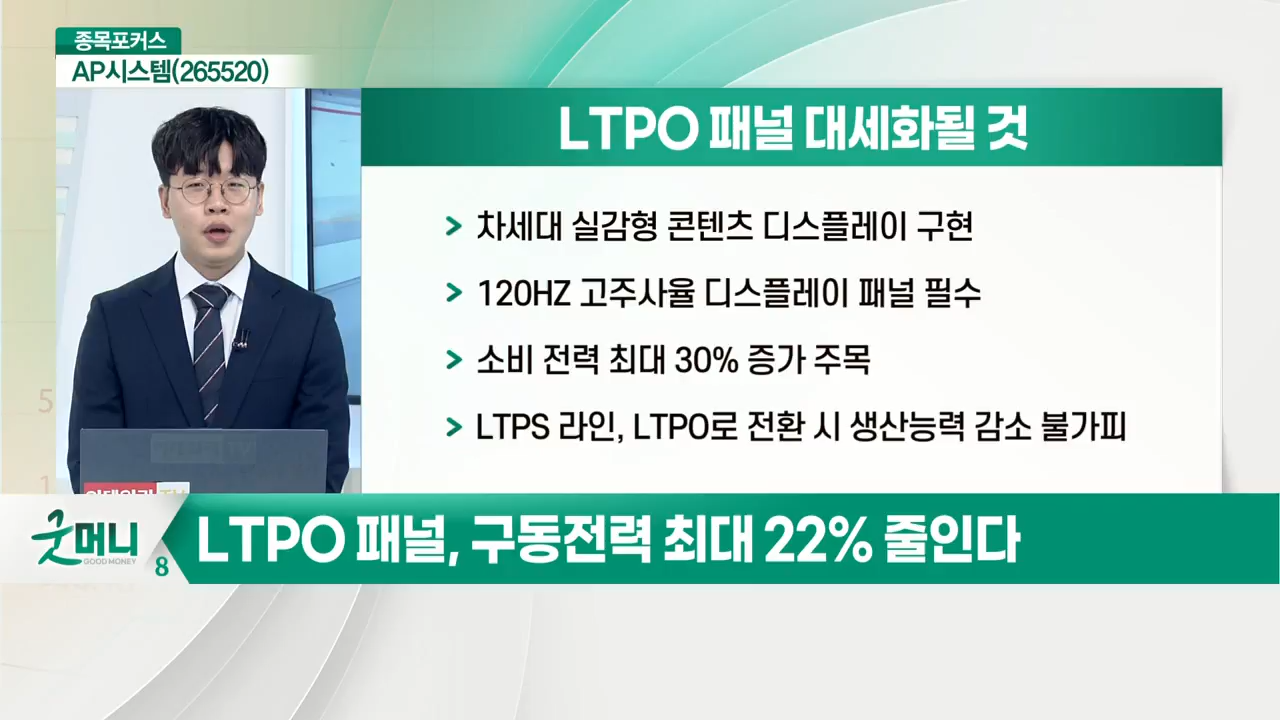 종목포커스
AP시스템(265520)
LTPO 패널 대세화될 것
> 차세대 실감형 콘텐츠 디스플레이 구현
> 120HZ 고주사율 디스플레이 패널 필수
> 소비 전력 최대 30% 증가 주목
> LTPS 라인, LTPO로 전환 시 생산능력 감소 불가피
5
1
굿머니
GOOD MONEY
8
LTPO 패널, 구동전력 최대 22% 줄인다